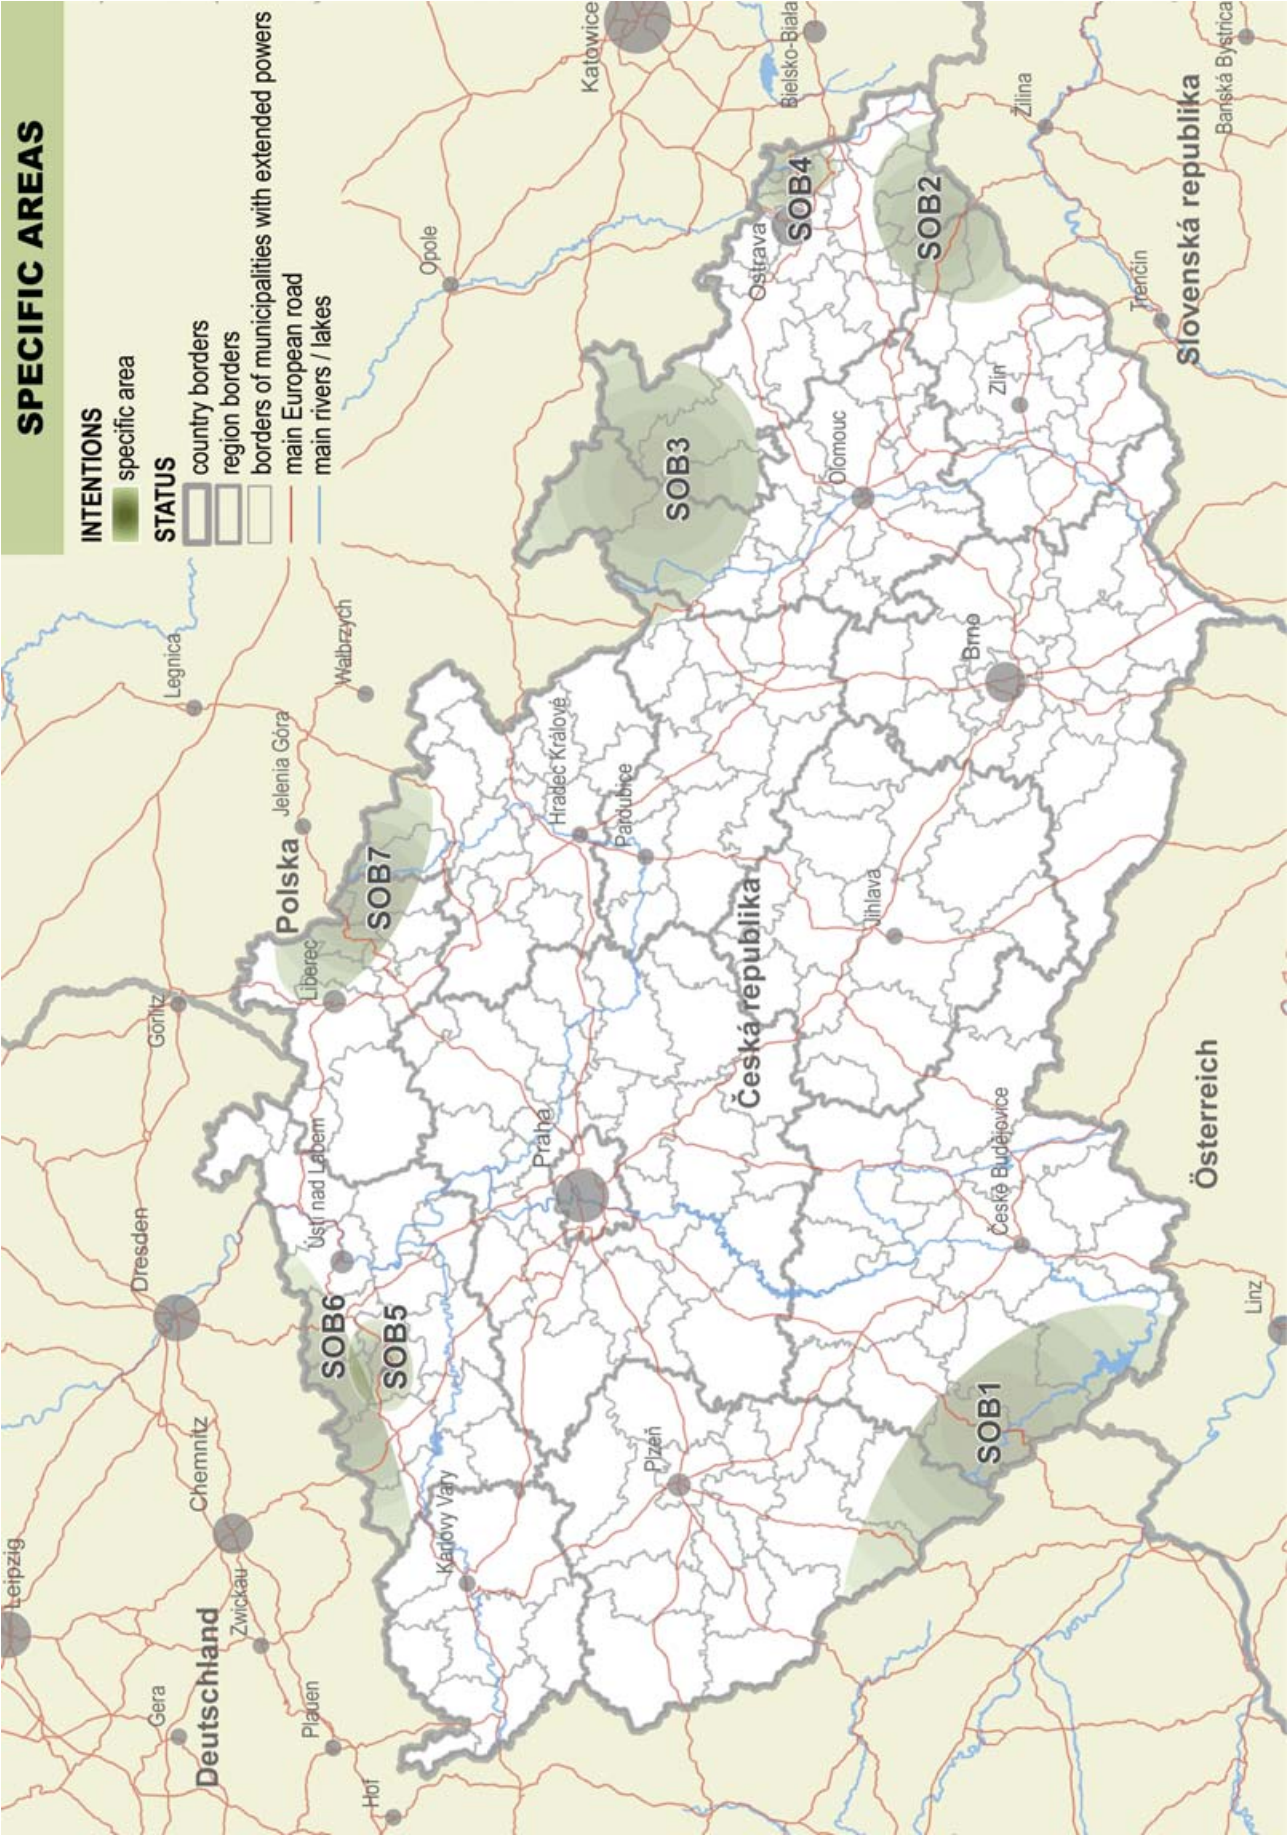 SPECIFIC AREAS
INTENTIONS
specific area
STATUS
country borders
region borders
borders of municipalities with extended powers
main European road
main rivers / lakes
Leipzig
Gera
Deutschland
Zwickau
Chemnitz
Plauen
Hof
Dresden
Görlitz
Legnica
Jelenia Góra
Polska
Wałbrzych
Opole
Katowice
Bielsko-Biała
Liberec
SOB7
Ústí nad Labem
SOB6
SOB5
Karlovy Vary
Praha
Hradec Králové
Pardubice
Plzeň
Česká republika
SOB3
Ostrava
SOB4
Olomouc
SOB2
Jihlava
Brno
Zlín
Žilina
Trenčín
Banská Bystrica
Slovenská republika
SOB1
České Budějovice
Österreich
Linz